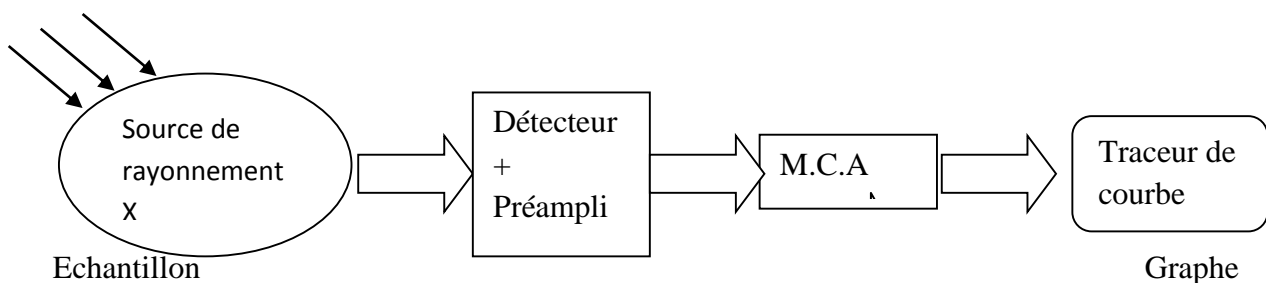 Source de
rayonnement
X
Echantillon
Détecteur
+
Préampli
M.C.A
Traceur de
courbe
Graphe